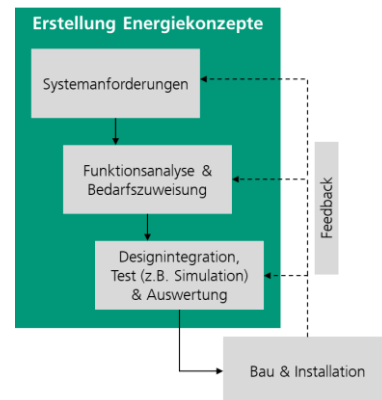 Erstellung Energiekonzepte
Systemanforderungen
Funktionsanalyse &
Bedarfszuweisung
Designintegration,
Test (z.B. Simulation)
& Auswertung
Feedback
Bau & Installation